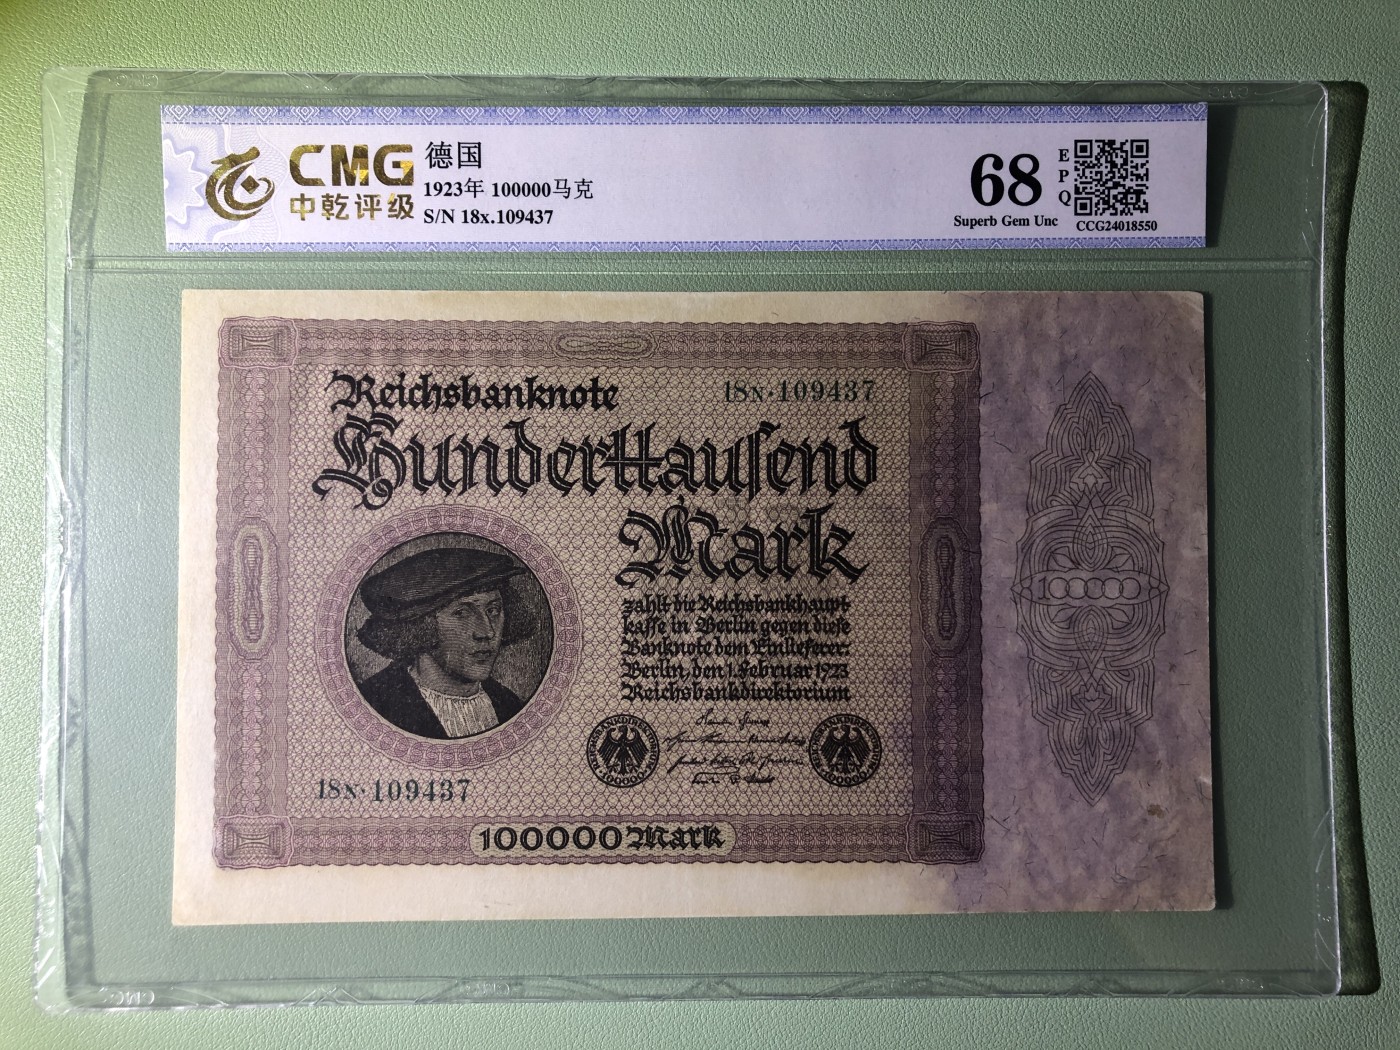 CMG
中乾评级
德国
1923年 100000马克
S/N 18x.109437
68
EPQ
Superb Gem Unc
CCG24018550
Reichsbanknote
18N·109437
Hunderttausend
Mark
zahlt die Reichsbankhaupt-
kasse in Berlin gegen diese
Banknote dem Einlieferer:
Berlin, den 1. Februar 1923
Reichsbankdirektorium
18N·109437
100000 Mark
100000